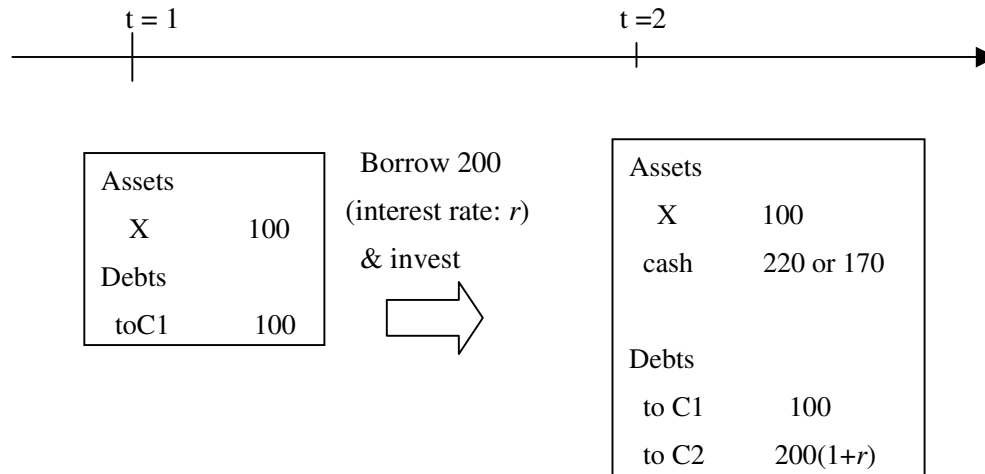 t = 1
t =2
Assets
X 100
Debts
toC1 100
Borrow 200
(interest rate: r)
& invest
Assets
X 100
cash 220 or 170
Debts
to C1 100
to C2 200(1+r)